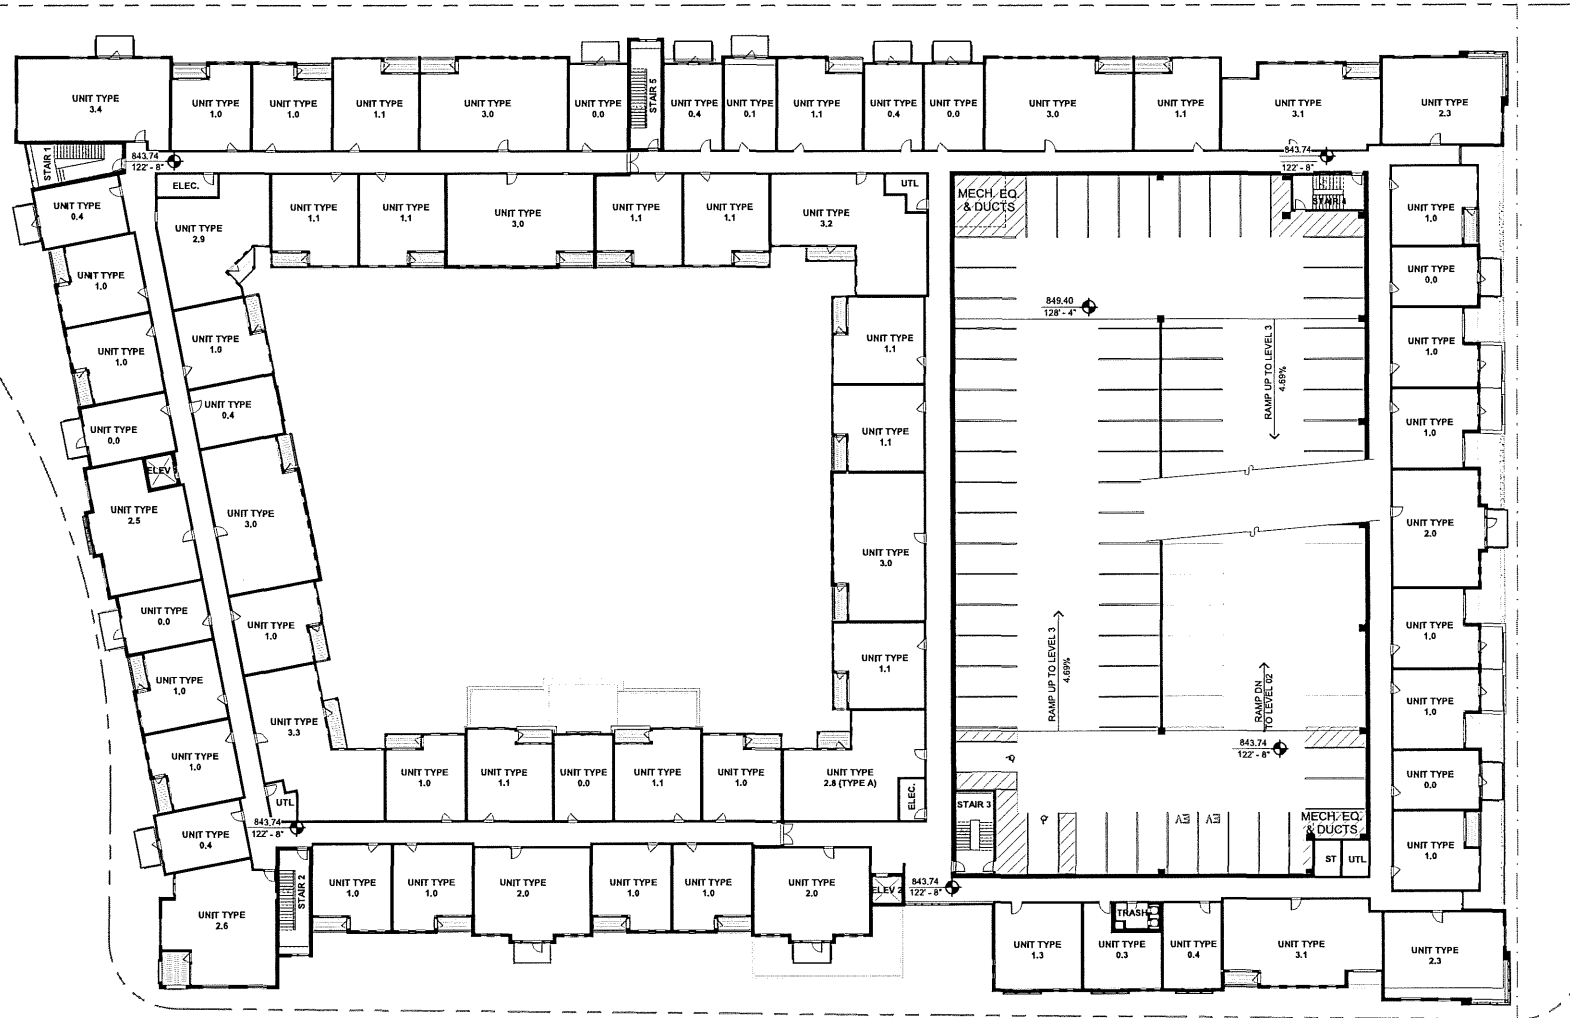 UNIT TYPE
3.4
UNIT TYPE
1.0
UNIT TYPE
1.0
UNIT TYPE
1.1
UNIT TYPE
3.0
UNIT TYPE
0.0
STAIR 5
UNIT TYPE
0.4
UNIT TYPE
0.1
UNIT TYPE
1.1
UNIT TYPE
0.4
UNIT TYPE
0.0
UNIT TYPE
3.0
UNIT TYPE
1.1
UNIT TYPE
3.1
UNIT TYPE
2.3
STAIR 1
843.74
122' - 8"
843.74
122' - 8"
ELEC.
UNIT TYPE
2.9
UNIT TYPE
1.1
UNIT TYPE
1.1
UNIT TYPE
3.0
UNIT TYPE
1.1
UNIT TYPE
1.1
UNIT TYPE
3.2
UTL
MECH. EQ.
& DUCTS
STAIR 4
UNIT TYPE
0.4
UNIT TYPE
1.0
UNIT TYPE
1.0
UNIT TYPE
0.0
ELEV
UNIT TYPE
2.5
UNIT TYPE
0.0
UNIT TYPE
1.0
UNIT TYPE
1.0
UNIT TYPE
0.4
UNIT TYPE
1.0
UNIT TYPE
0.4
UNIT TYPE
3.0
UNIT TYPE
1.0
UNIT TYPE
3.3
UTL
843.74
122' - 8"
UNIT TYPE
1.1
UNIT TYPE
1.1
UNIT TYPE
3.0
UNIT TYPE
1.1
849.40
128' - 4"
RAMP UP TO LEVEL 3
4.69%
RAMP UP TO LEVEL 3
4.69%
RAMP DN
TO LEVEL 02
843.74
122' - 8"
STAIR 3
MECH. EQ.
& DUCTS
ST
UTL
UNIT TYPE
1.0
UNIT TYPE
0.0
UNIT TYPE
1.0
UNIT TYPE
1.0
UNIT TYPE
2.0
UNIT TYPE
1.0
UNIT TYPE
1.0
UNIT TYPE
0.0
UNIT TYPE
1.0
UNIT TYPE
1.0
UNIT TYPE
1.1
UNIT TYPE
0.0
UNIT TYPE
1.1
UNIT TYPE
1.0
UNIT TYPE
2.8 (TYPE A)
ELEC.
UNIT TYPE
2.6
STAIR 2
UNIT TYPE
1.0
UNIT TYPE
1.0
UNIT TYPE
2.0
UNIT TYPE
1.0
UNIT TYPE
1.0
UNIT TYPE
2.0
ELEV 2
843.74
122' - 8"
UNIT TYPE
1.3
TRASH
UNIT TYPE
0.3
UNIT TYPE
0.4
UNIT TYPE
3.1
UNIT TYPE
2.3